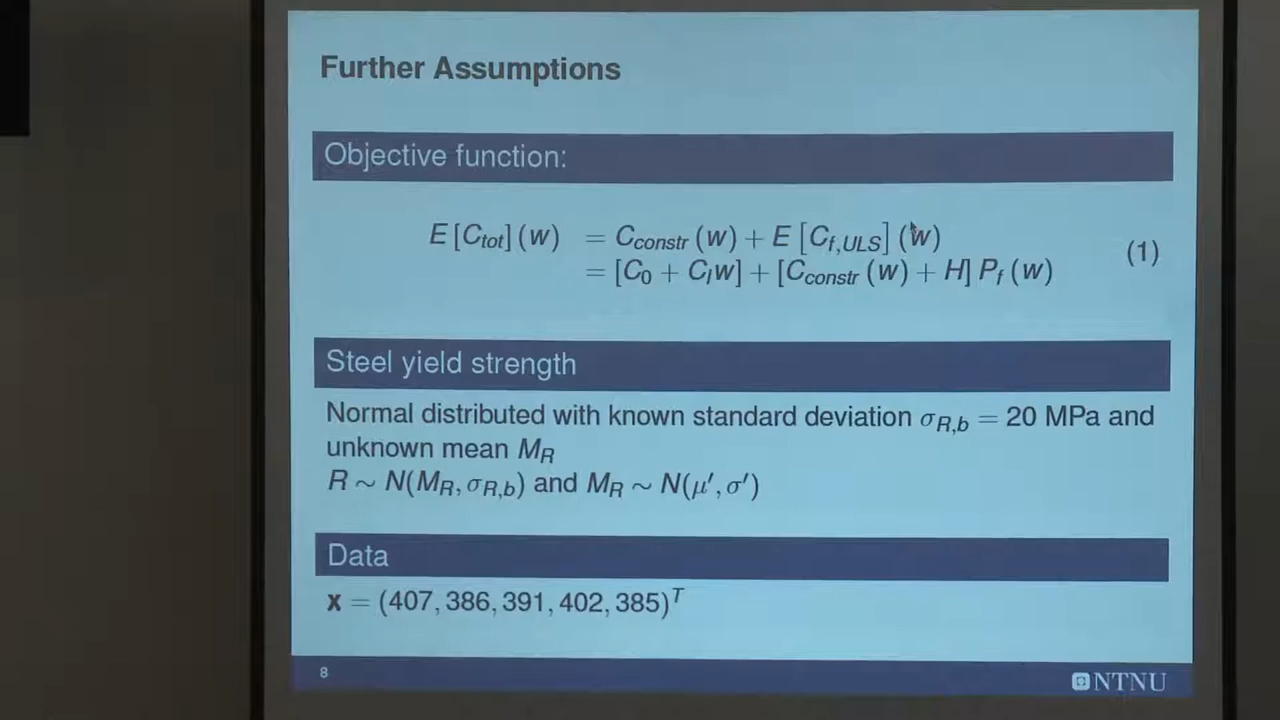 Further Assumptions
Objective function:
E [C_tot] (w) = C_constr (w) + E [C_f,ULS] (w)
= [C_0 + C_I w] + [C_constr (w) + H] P_f (w)
(1)
Steel yield strength
Normal distributed with known standard deviation σ_R,b = 20 MPa and
unknown mean M_R
R ∼ N(M_R, σ_R,b) and M_R ∼ N(μ′, σ′)
Data
x = (407, 386, 391, 402, 385)^T
8
NTNU